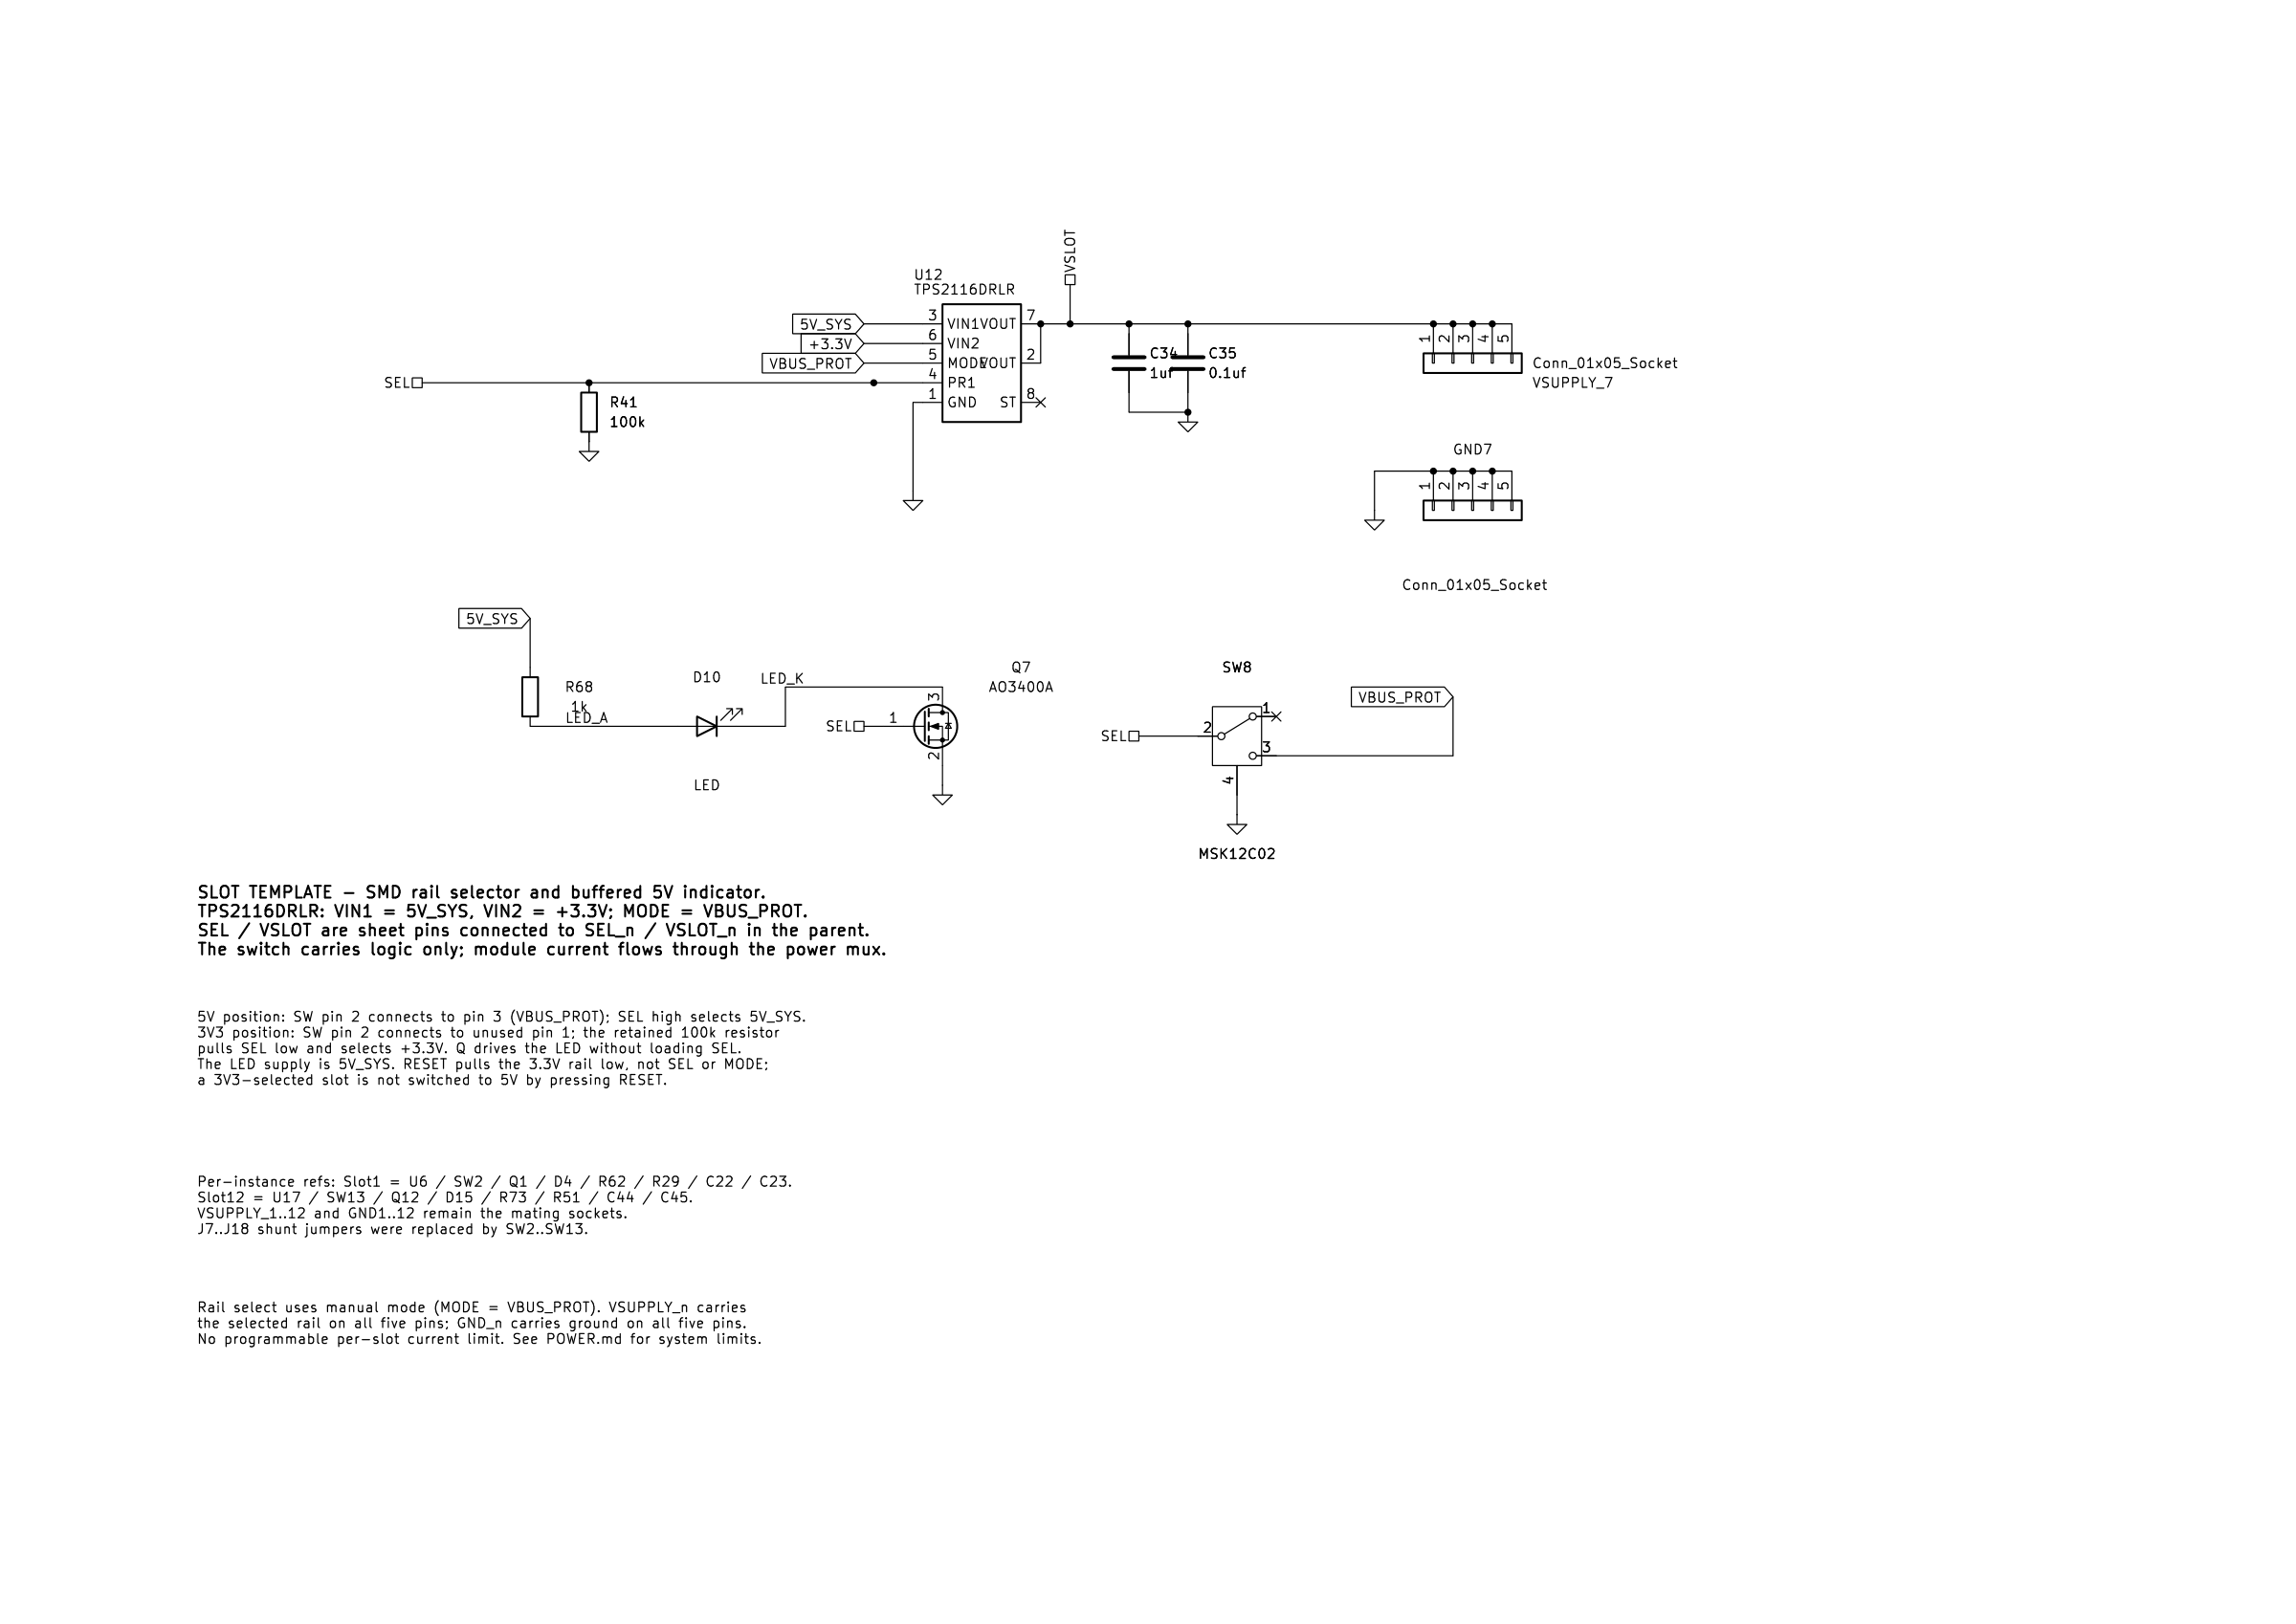 VSLOT
U12
TPS2116DRLR
5V_SYS
3
VIN1
VOUT
7
+3.3V
6
VIN2
VBUS_PROT
5
MODE
VOUT
2
SEL
4
PR1
1
GND
ST
8
R41
100k
C34
1uf
C35
0.1uf
1
2
3
4
5
Conn_01x05_Socket
VSUPPLY_7
GND7
1
2
3
4
5
Conn_01x05_Socket
5V_SYS
R68
1k
LED_A
D10
LED
LED_K
Q7
AO3400A
3
SEL
1
2
SW8
VBUS_PROT
1
SEL
2
3
4
MSK12C02
SLOT TEMPLATE - SMD rail selector and buffered 5V indicator.
TPS2116DRLR: VIN1 = 5V_SYS, VIN2 = +3.3V; MODE = VBUS_PROT.
SEL / VSLOT are sheet pins connected to SEL_n / VSLOT_n in the parent.
The switch carries logic only; module current flows through the power mux.
5V position: SW pin 2 connects to pin 3 (VBUS_PROT); SEL high selects 5V_SYS.
3V3 position: SW pin 2 connects to unused pin 1; the retained 100k resistor
pulls SEL low and selects +3.3V. Q drives the LED without loading SEL.
The LED supply is 5V_SYS. RESET pulls the 3.3V rail low, not SEL or MODE;
a 3V3-selected slot is not switched to 5V by pressing RESET.
Per-instance refs: Slot1 = U6 / SW2 / Q1 / D4 / R62 / R29 / C22 / C23.
Slot12 = U17 / SW13 / Q12 / D15 / R73 / R51 / C44 / C45.
VSUPPLY_1..12 and GND1..12 remain the mating sockets.
J7..J18 shunt jumpers were replaced by SW2..SW13.
Rail select uses manual mode (MODE = VBUS_PROT). VSUPPLY_n carries
the selected rail on all five pins; GND_n carries ground on all five pins.
No programmable per-slot current limit. See POWER.md for system limits.